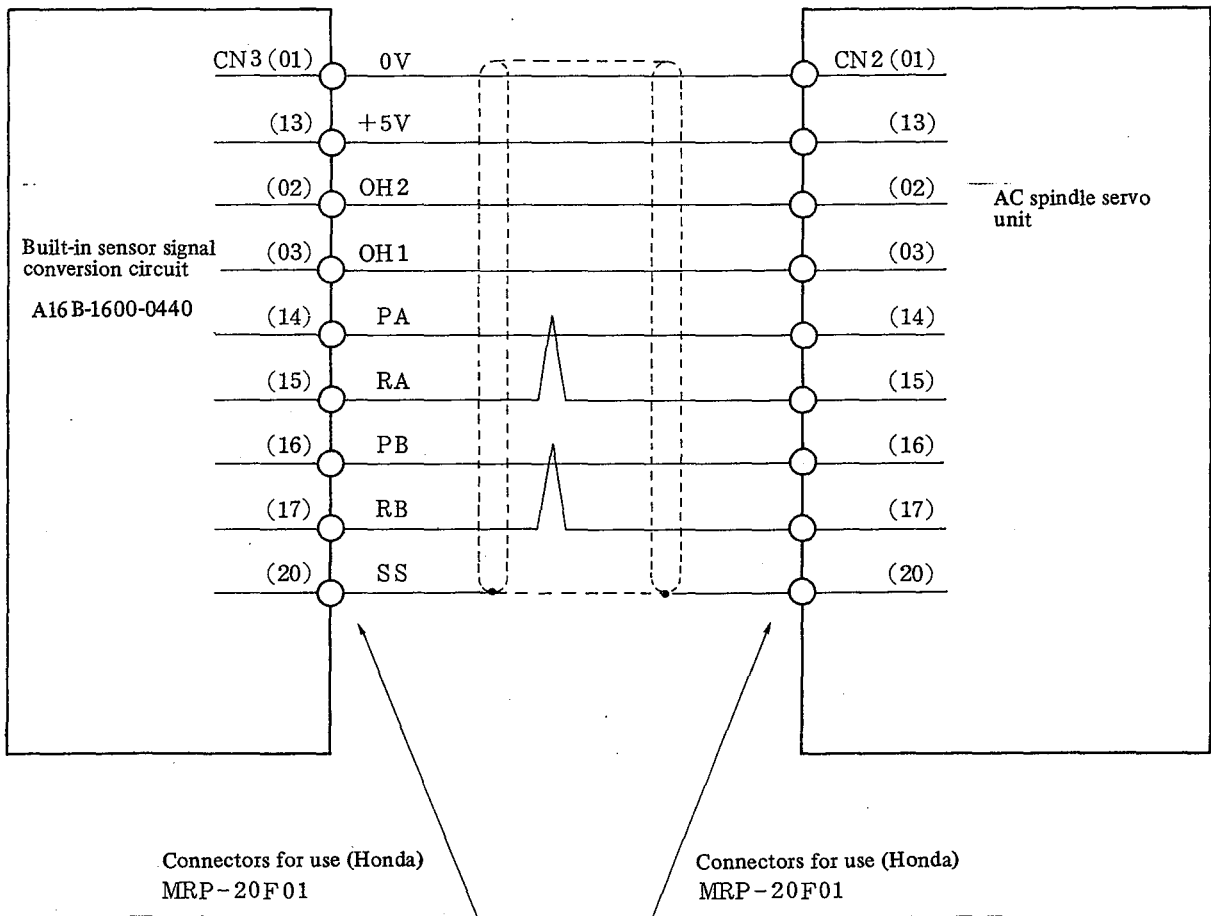 CN3 (01) 0V CN2 (01)
(13) +5V (13)
(02) OH2 (02)
AC spindle servo
unit
Built-in sensor signal
conversion circuit
(03) OH1 (03)
A16B-1600-0440
(14) PA (14)
(15) RA (15)
(16) PB (16)
(17) RB (17)
(20) SS (20)
Connectors for use (Honda) Connectors for use (Honda)
MRP-20F01 MRP-20F01